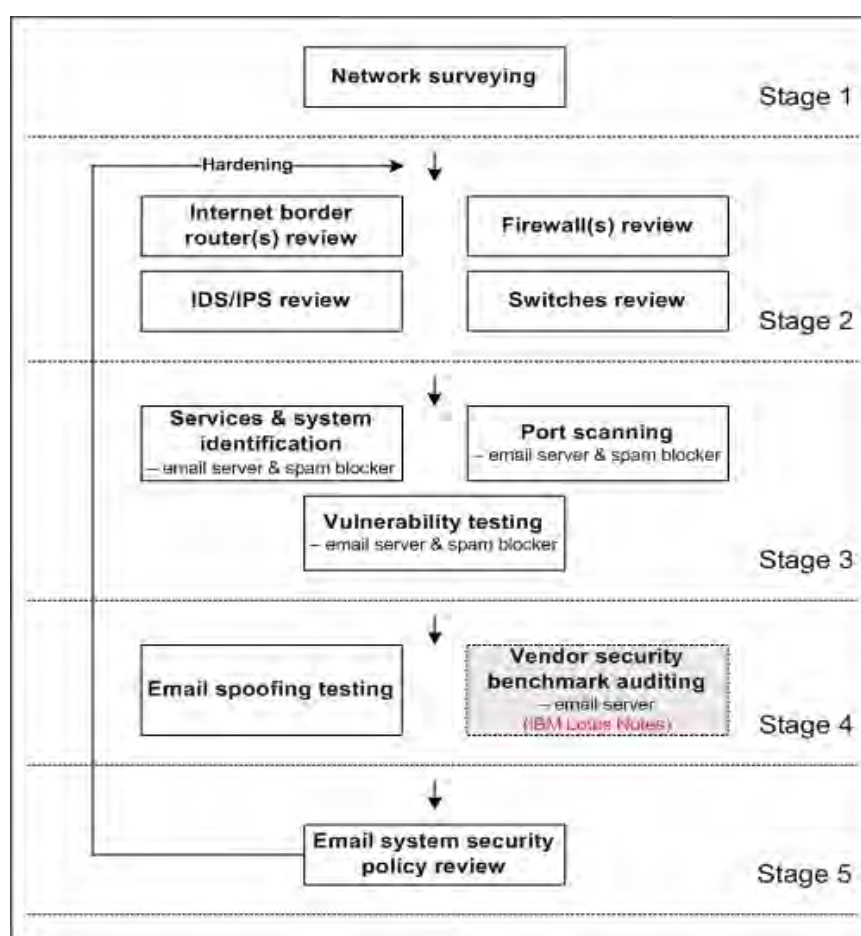 Network surveying
Stage 1
Hardening
Internet border
router(s) review
Firewall(s) review
IDS/IPS review
Switches review
Stage 2
Services & system
identification
– email server & spam blocker
Port scanning
– email server & spam blocker
Vulnerability testing
– email server & spam blocker
Stage 3
Email spoofing testing
Vendor security
benchmark auditing
– email server
(IBM Lotus Notes)
Stage 4
Email system security
policy review
Stage 5